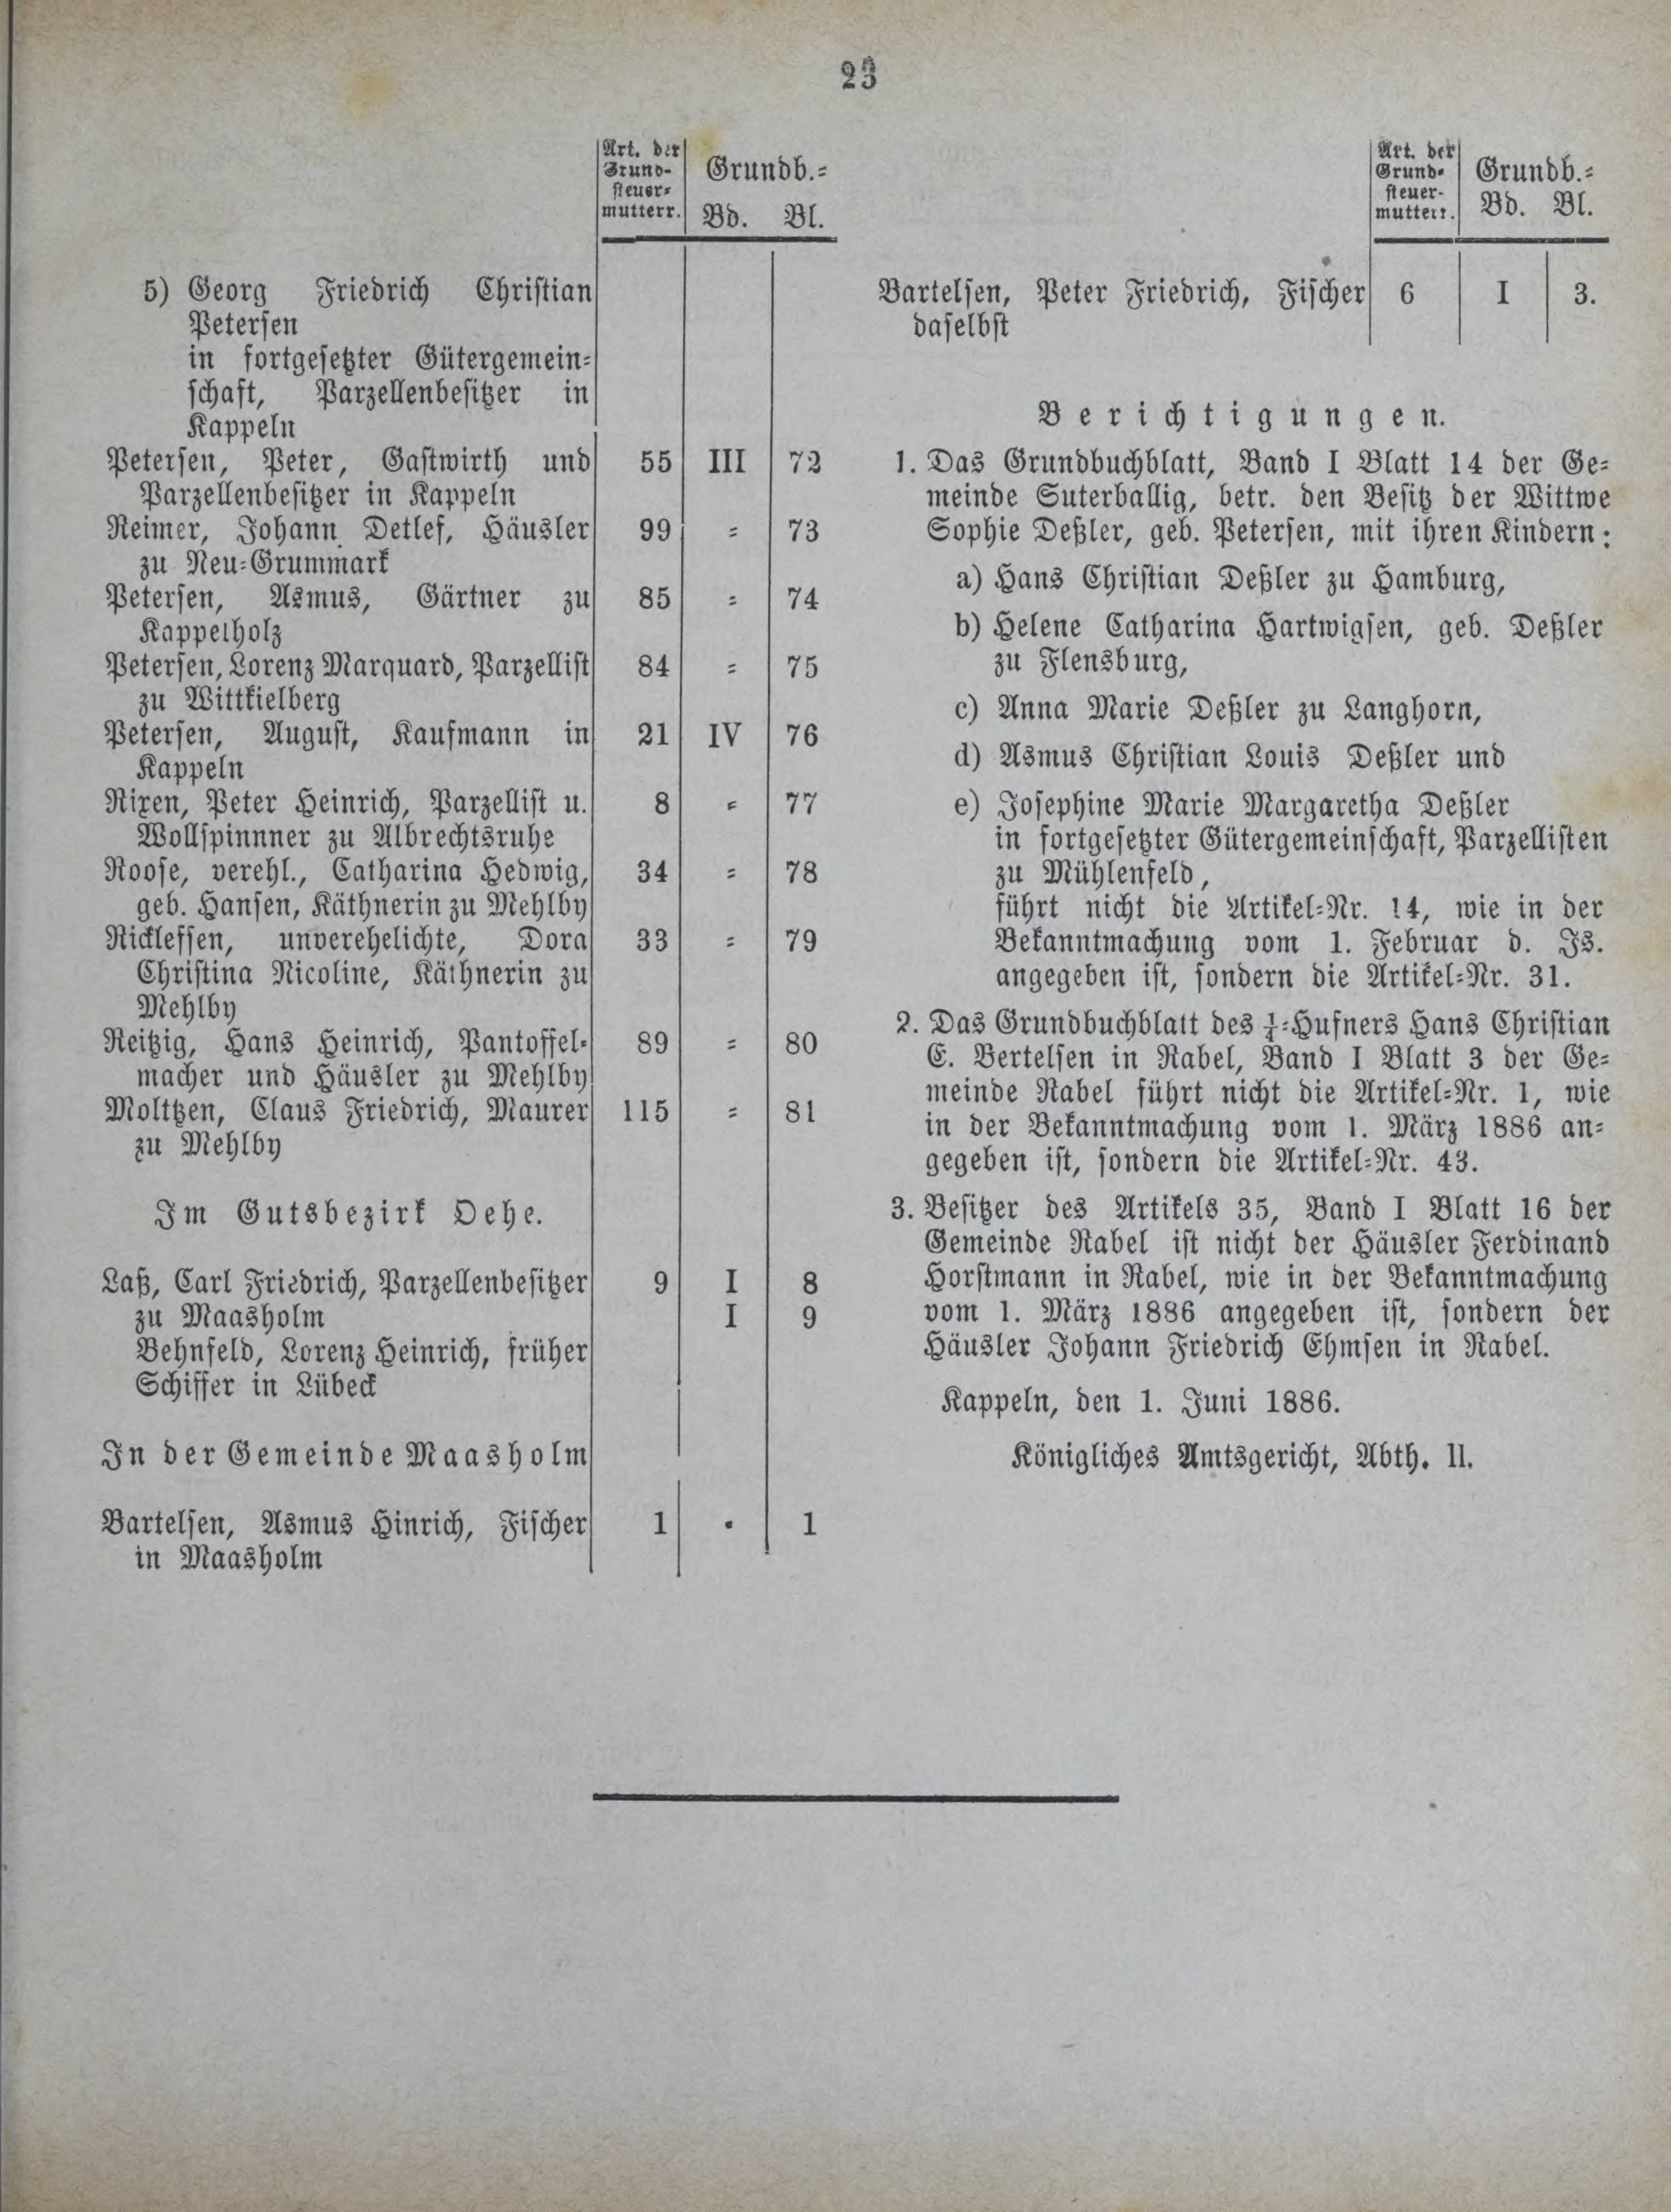 23
Art. der
Grund-
steuer-
mutterr.
Grundb.=
Bd. Bl.
5) Georg Friedrich Christian
Petersen
in fortgesetzter Gütergemein=
schaft, Parzellenbesitzer in
Kappeln
Petersen, Peter, Gastwirth und 55 III 72
Parzellenbesitzer in Kappeln
Reimer, Johann Detlef, Häusler 99 = 73
zu Neu=Grummark
Petersen, Asmus, Gärtner zu 85 = 74
Kappelholz
Petersen, Lorenz Marquard, Parzellist 84 = 75
zu Wittkielberg
Petersen, August, Kaufmann in 21 IV 76
Kappeln
Nixen, Peter Heinrich, Parzellist u. 8 = 77
Wollspinnner zu Albrechtsruhe
Roose, verehl., Catharina Hedwig, 34 = 78
geb. Hansen, Käthnerin zu Mehlby
Nickleffen, unverehelichte, Dora 33 = 79
Christina Nicoline, Käthnerin zu
Mehlby
Reitzig, Hans Heinrich, Pantoffel= 89 = 80
macher und Häusler zu Mehlby
Moltzen, Claus Friedrich, Maurer 115 = 81
zu Mehlby
Im Gutsbezirk Oehe.
Laß, Carl Friedrich, Parzellenbesitzer 9 I 8
zu Maasholm I 9
Behnfeld, Lorenz Heinrich, früher
Schiffer in Lübeck
In der Gemeinde Maasholm
Bartelsen, Asmus Hinrich, Fischer 1 • 1
in Maasholm
Art. der
Grund-
steuer-
mutterr.
Grundb.=
Bd. Bl.
Bartelsen, Peter Friedrich, Fischer 6 I 3.
daselbst
Berichtigungen.
1. Das Grundbuchblatt, Band I Blatt 14 der Ge=
meinde Suterballig, betr. den Besitz der Wittwe
Sophie Deßler, geb. Petersen, mit ihren Kindern:
a) Hans Christian Deßler zu Hamburg,
b) Helene Catharina Hartwigsen, geb. Deßler
zu Flensburg,
c) Anna Marie Deßler zu Langhorn,
d) Asmus Christian Louis Deßler und
e) Josephine Marie Margaretha Deßler
in fortgesetzter Gütergemeinschaft, Parzellisten
zu Mühlenfeld,
führt nicht die Artikel=Nr. 14, wie in der
Bekanntmachung vom 1. Februar d. Js.
angegeben ist, sondern die Artikel=Nr. 31.
2. Das Grundbuchblatt des ¼=Hufners Hans Christian
E. Bertelsen in Rabel, Band I Blatt 3 der Ge=
meinde Rabel führt nicht die Artikel=Nr. 1, wie
in der Bekanntmachung vom 1. März 1886 an=
gegeben ist, sondern die Artikel=Nr. 43.
3. Besitzer des Artikels 35, Band I Blatt 16 der
Gemeinde Rabel ist nicht der Häusler Ferdinand
Horstmann in Rabel, wie in der Bekanntmachung
vom 1. März 1886 angegeben ist, sondern der
Häusler Johann Friedrich Ehmsen in Rabel.
Kappeln, den 1. Juni 1886.
Königliches Amtsgericht, Abth. II.